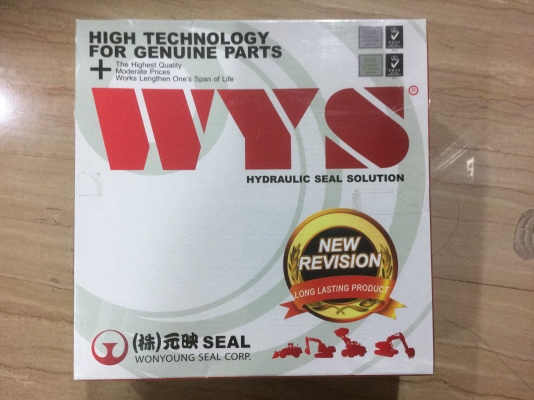 HIGH TECHNOLOGY
FOR GENUINE PARTS
+ The Highest Quality
Moderate Prices
Works Lengthen One's Span of Life
WYS®
HYDRAULIC SEAL SOLUTION
NEW
REVISION
LONG LASTING PRODUCT
(株)元映 SEAL
WONYOUNG SEAL CORP.